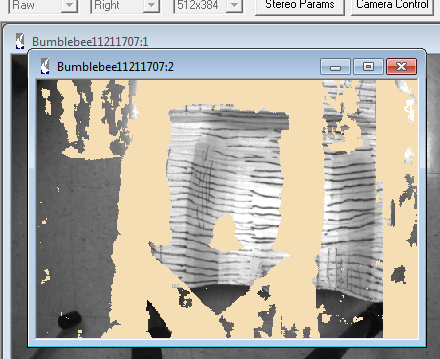 Raw Right 512x384 Stereo Params Camera Control
Bumblebee11211707:1
Bumblebee11211707:2